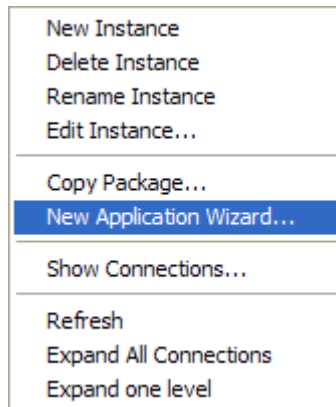 New Instance
Delete Instance
Rename Instance
Edit Instance...
Copy Package...
New Application Wizard...
Show Connections...
Refresh
Expand All Connections
Expand one level